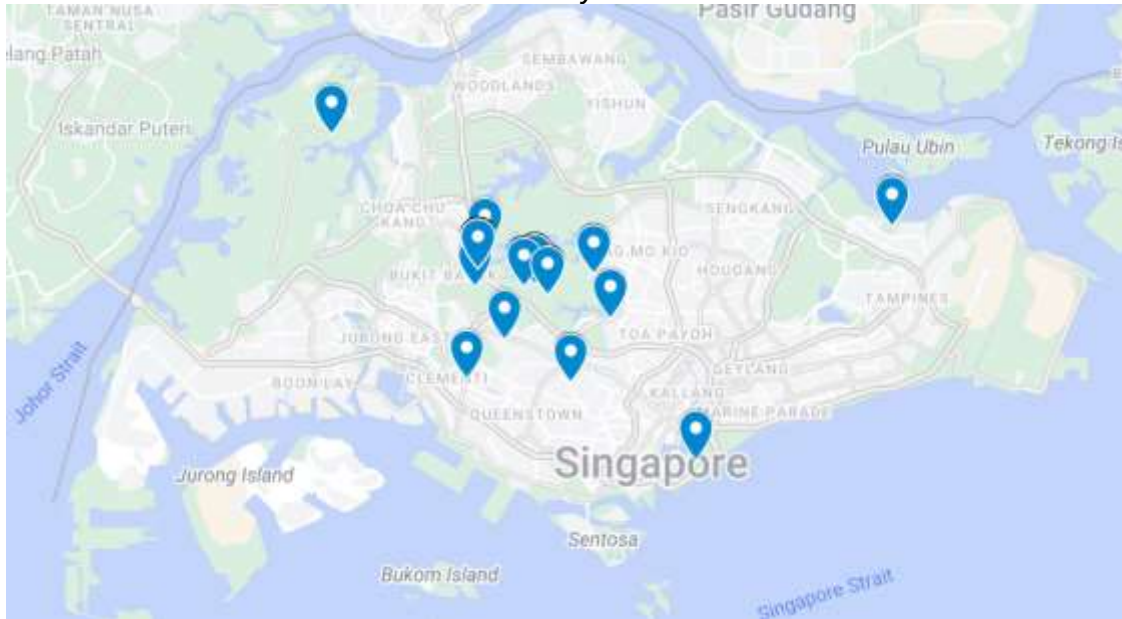 TAMAN NUSA
SENTRAL
Pasir Gudang
elang Patah
SEMBAWANG
WOODLANDS
YISHUN
Iskandar Puteri
Pulau Ubin
Tekong Is
CHOA CHU
KANG
SENGKANG
G MO KIO
HOUGANG
BUKIT BA
TAMPINES
JURONG EAST
TOA PAYOH
BOON LAY
CLEMENTI
GEYLANG
KALLANG
MARINE PARADE
QUEENSTOWN
Johor Strait
Singapore
Jurong Island
Sentosa
Bukom Island
Singapore Strait